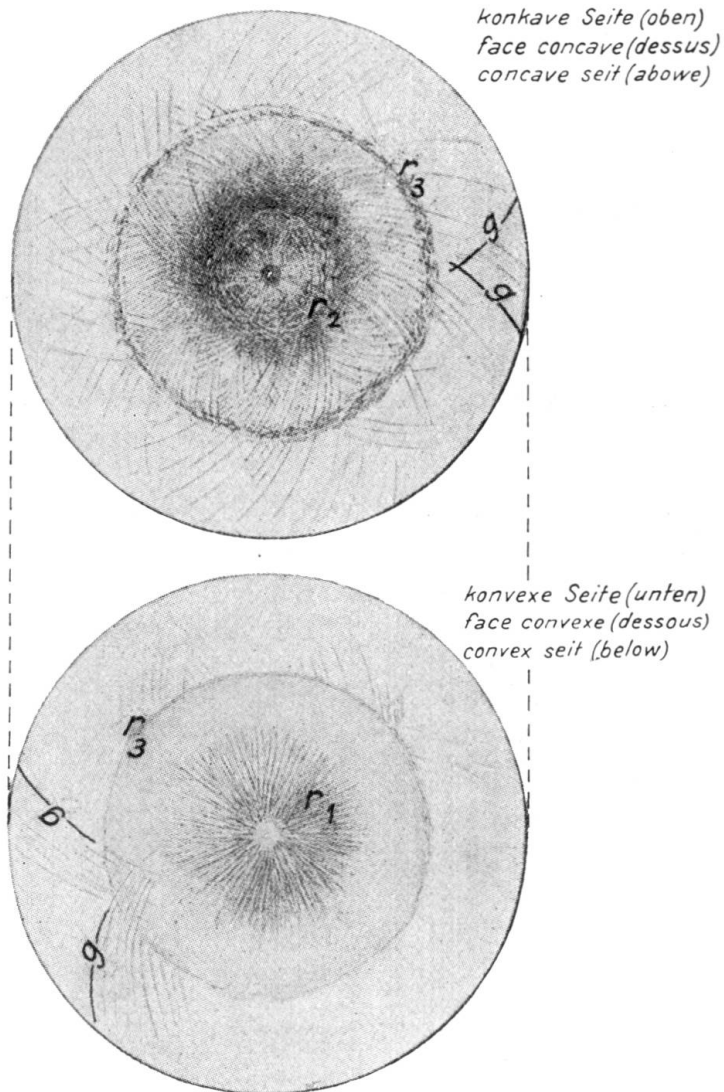 konkave Seite (oben)
face concave (dessus)
concave seit (abowe)
r3
g
g
r2
konvexe Seite (unten)
face convexe (dessous)
convex seit (below)
r3
r1
g
g